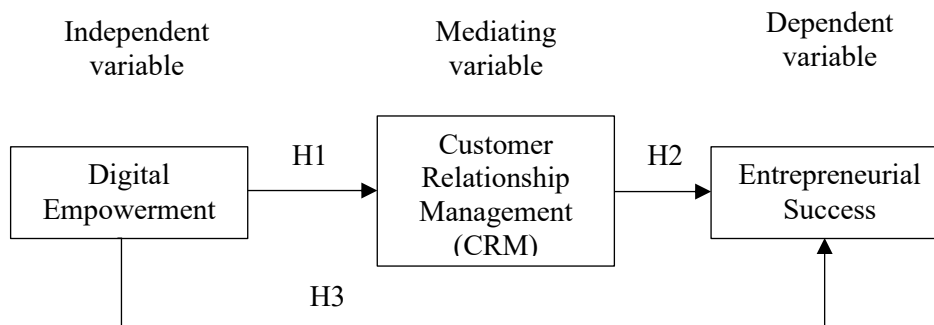 Independent
variable
Mediating
variable
Dependent
variable
H1
H2
Digital
Empowerment
Customer
Relationship
Management
(CRM)
Entrepreneurial
Success
H3